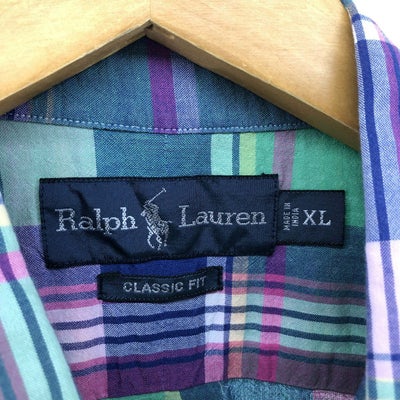 Ralph Lauren
MADE IN
INDIA
XL
CLASSIC FIT